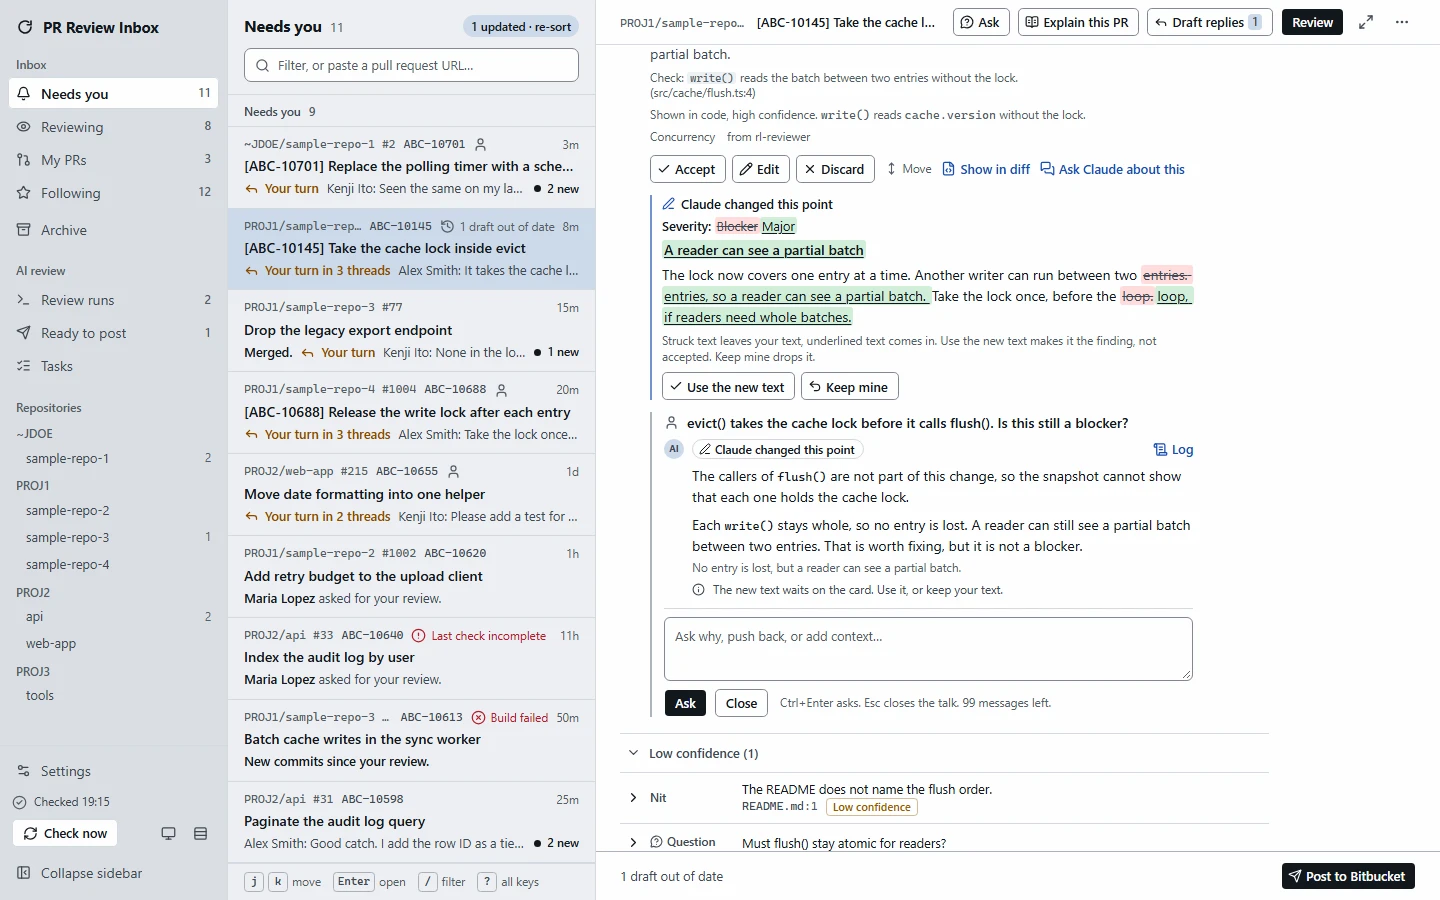 PR Review Inbox
Inbox
Needs you 11
Reviewing 8
My PRs 3
Following 12
Archive
AI review
Review runs 2
Ready to post 1
Tasks
Repositories
~JDOE
sample-repo-1 2
PROJ1
sample-repo-2
sample-repo-3 1
sample-repo-4
PROJ2
api 2
web-app
PROJ3
tools
Settings
Checked 19:15
Check now
Collapse sidebar
Needs you 11
1 updated · re-sort
Filter, or paste a pull request URL...
Needs you 9
~JDOE/sample-repo-1 #2 ABC-10701 3m
[ABC-10701] Replace the polling timer with a sche...
Your turn Kenji Ito: Seen the same on my la... 2 new
PROJ1/sample-rep... ABC-10145 1 draft out of date 8m
[ABC-10145] Take the cache lock inside evict
Your turn in 3 threads Alex Smith: It takes the cache l...
PROJ1/sample-repo-3 #77 15m
Drop the legacy export endpoint
Merged. Your turn Kenji Ito: None in the lo... 1 new
PROJ1/sample-repo-4 #1004 ABC-10688 20m
[ABC-10688] Release the write lock after each entry
Your turn in 3 threads Alex Smith: Take the lock once...
PROJ2/web-app #215 ABC-10655 1d
Move date formatting into one helper
Your turn in 2 threads Kenji Ito: Please add a test for ...
PROJ1/sample-repo-2 #1002 ABC-10620 1h
Add retry budget to the upload client
Maria Lopez asked for your review.
PROJ2/api #33 ABC-10640 Last check incomplete 11h
Index the audit log by user
Maria Lopez asked for your review.
PROJ1/sample-repo-3 ... ABC-10613 Build failed 50m
Batch cache writes in the sync worker
New commits since your review.
PROJ2/api #31 ABC-10598 25m
Paginate the audit log query
Alex Smith: Good catch. I add the row ID as a tie... 2 new
j k move Enter open / filter ? all keys
PROJ1/sample-repo... [ABC-10145] Take the cache l...
Ask
Explain this PR
Draft replies 1
Review
partial batch.
Check: write() reads the batch between two entries without the lock.
(src/cache/flush.ts:4)
Shown in code, high confidence. write() reads cache.version without the lock.
Concurrency from rl-reviewer
Accept Edit Discard Move Show in diff Ask Claude about this
Claude changed this point
Severity: Blocker Major
A reader can see a partial batch
The lock now covers one entry at a time. Another writer can run between two entries.
entries, so a reader can see a partial batch. Take the lock once, before the loop. loop,
if readers need whole batches.
Struck text leaves your text, underlined text comes in. Use the new text makes it the finding, not
accepted. Keep mine drops it.
Use the new text Keep mine
evict() takes the cache lock before it calls flush(). Is this still a blocker?
AI Claude changed this point Log
The callers of flush() are not part of this change, so the snapshot cannot show
that each one holds the cache lock.
Each write() stays whole, so no entry is lost. A reader can still see a partial batch
between two entries. That is worth fixing, but it is not a blocker.
No entry is lost, but a reader can see a partial batch.
The new text waits on the card. Use it, or keep your text.
Ask why, push back, or add context...
Ask Close Ctrl+Enter asks. Esc closes the talk. 99 messages left.
Low confidence (1)
Nit The README does not name the flush order.
README.md:1 Low confidence
Question Must flush() stay atomic for readers?
1 draft out of date
Post to Bitbucket